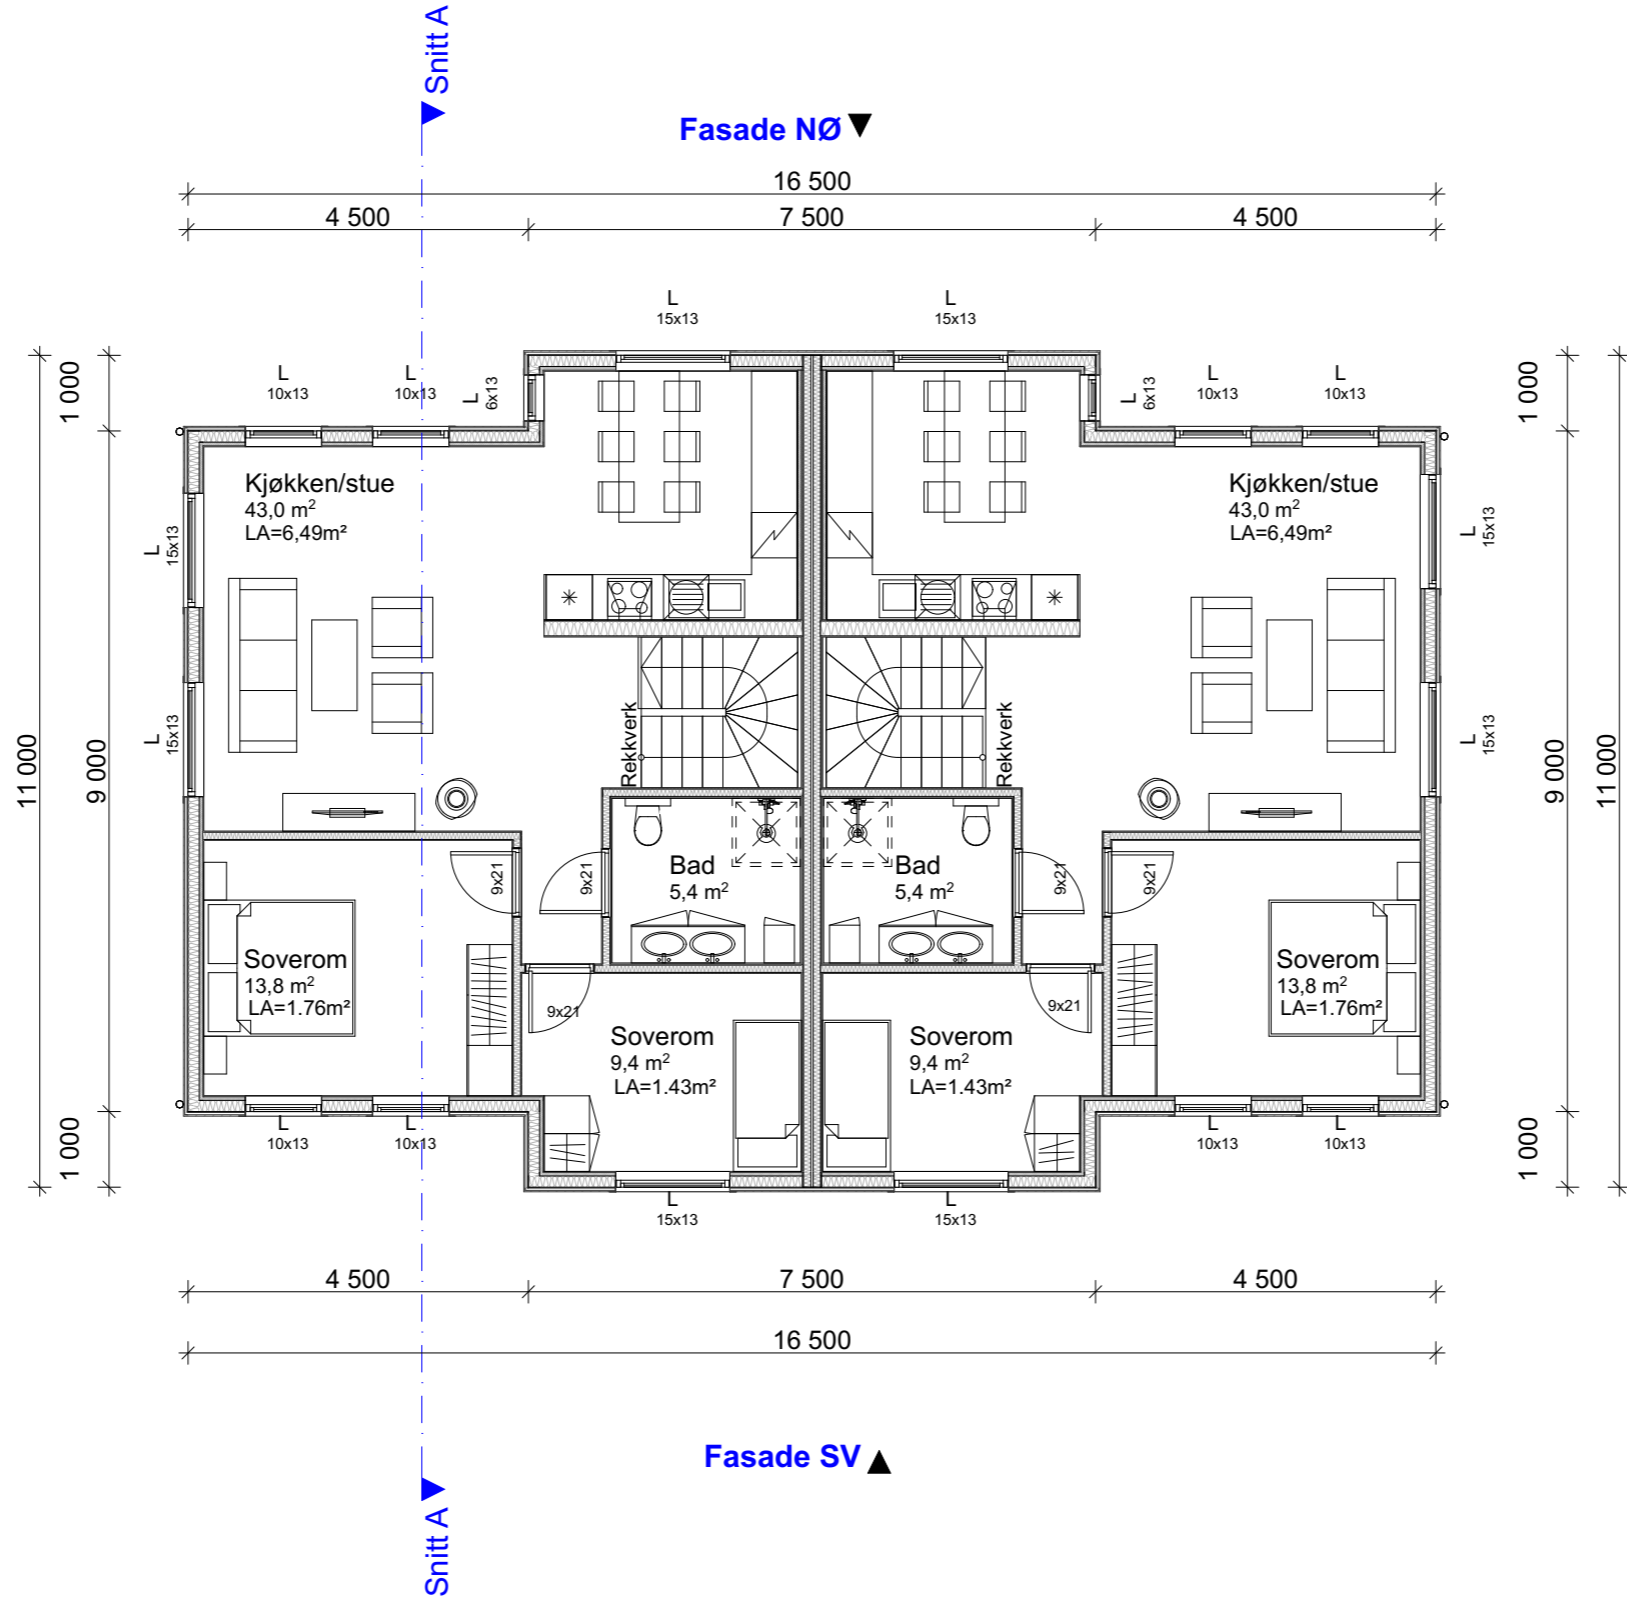 Snitt A
Fasade NØ
16 500
4 500
7 500
4 500
L
15x13
L
15x13
L
10x13
L
10x13
L
6x13
L
6x13
L
10x13
L
10x13
1 000
1 000
Kjøkken/stue
43,0 m²
LA=6,49m²
Kjøkken/stue
43,0 m²
LA=6,49m²
L
15x13
L
15x13
L
15x13
L
15x13
Rekkverk
Rekkverk
11 000
9 000
9 000
11 000
9x21
9x21
Bad
5,4 m²
Bad
5,4 m²
9x21
9x21
Soverom
13,8 m²
LA=1.76m²
Soverom
13,8 m²
LA=1.76m²
9x21
9x21
Soverom
9,4 m²
LA=1.43m²
Soverom
9,4 m²
LA=1.43m²
1 000
1 000
L
10x13
L
10x13
L
10x13
L
10x13
L
15x13
L
15x13
4 500
7 500
4 500
16 500
Fasade SV
Snitt A